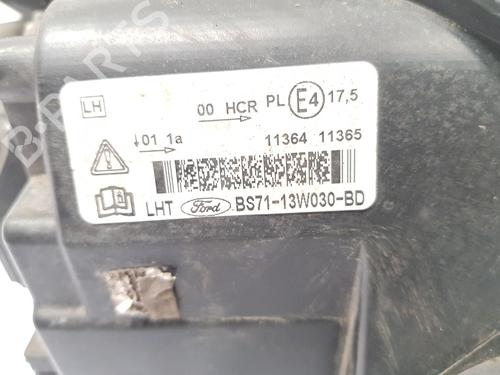 LH
00 HCR PL E4 17,5
↓01 1a
11364 11365
LHT Ford BS71-13W030-BD
B-PARTS